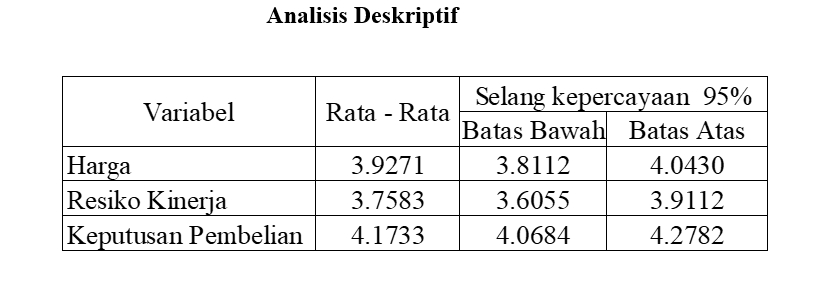 Analisis Deskriptif
Variabel Rata - Rata Selang kepercayaan 95%
Batas Bawah Batas Atas
Harga 3.9271 3.8112 4.0430
Resiko Kinerja 3.7583 3.6055 3.9112
Keputusan Pembelian 4.1733 4.0684 4.2782